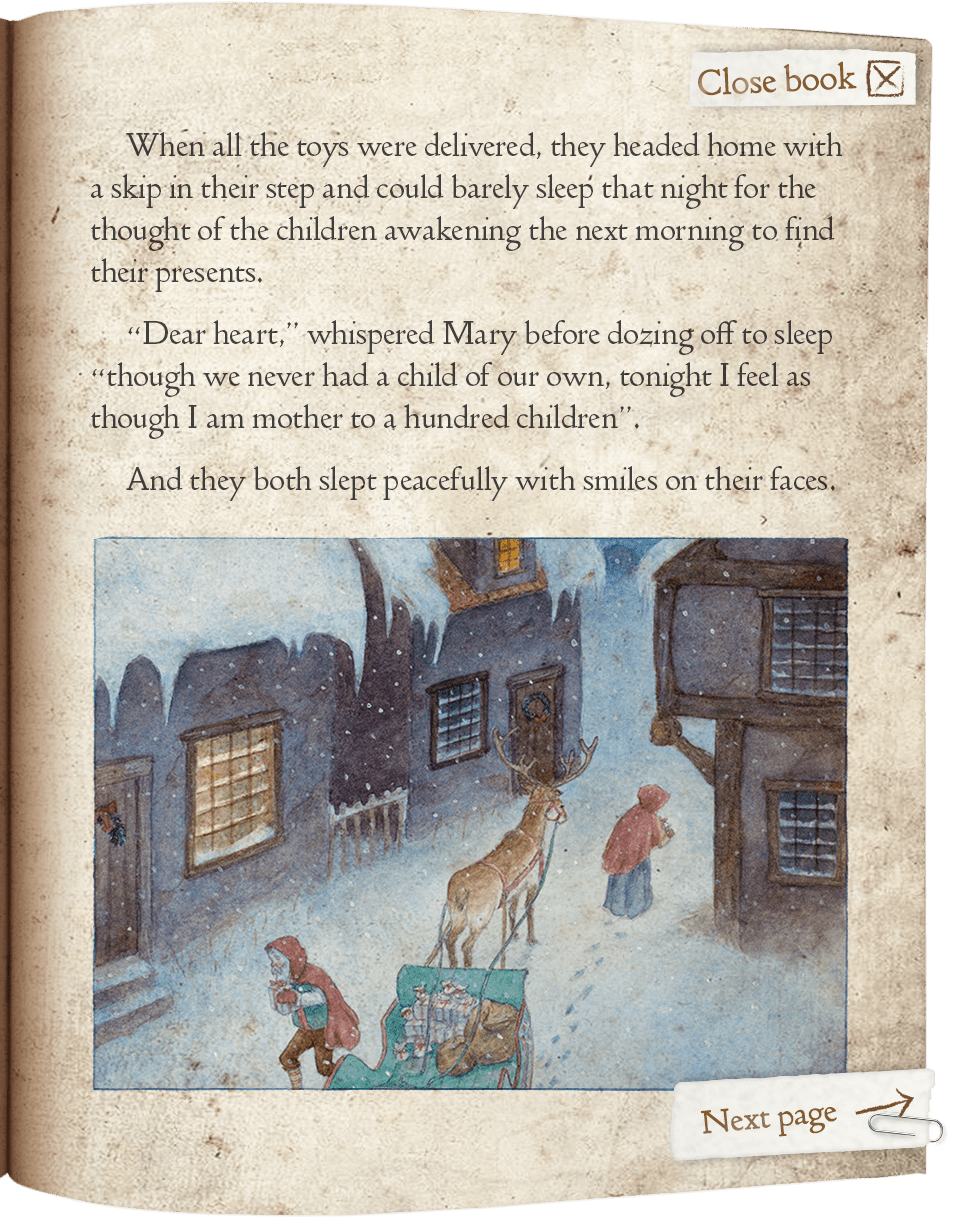 Close book
When all the toys were delivered, they headed home with
a skip in their step and could barely sleep that night for the
thought of the children awakening the next morning to find
their presents.
“Dear heart,” whispered Mary before dozing off to sleep
“though we never had a child of our own, tonight I feel as
though I am mother to a hundred children”.
And they both slept peacefully with smiles on their faces.
Next page